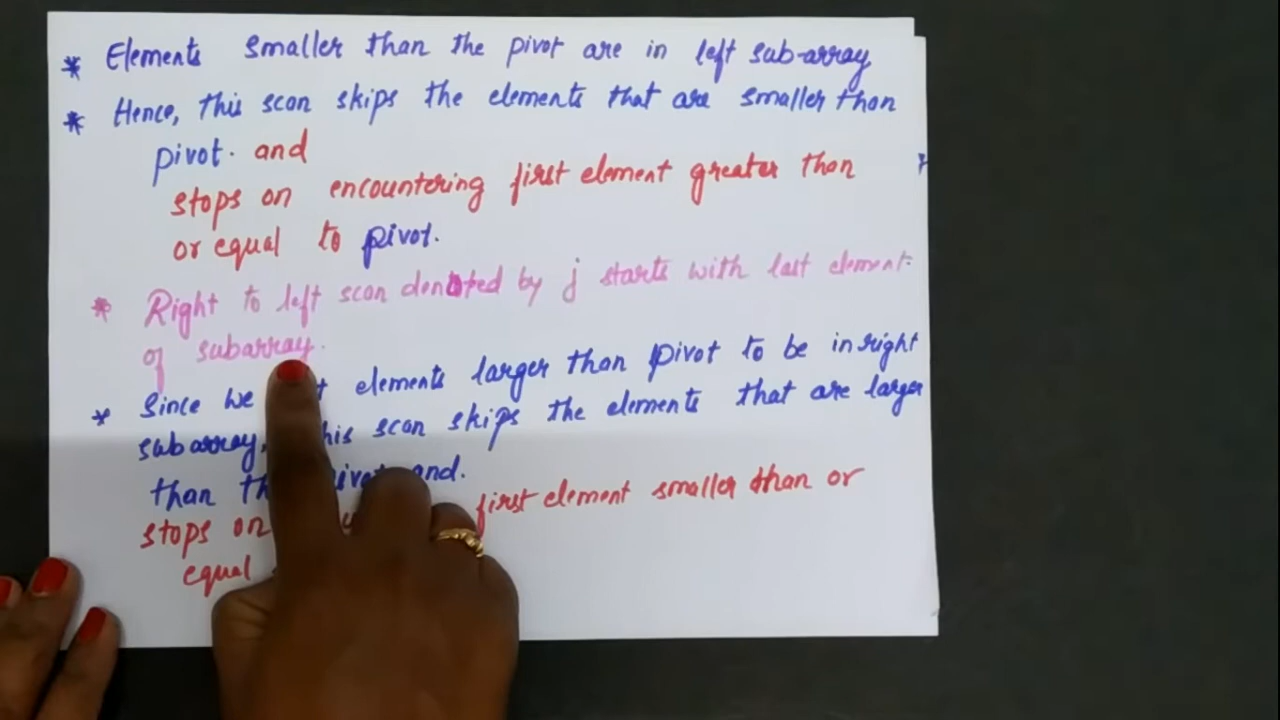 * Elements smaller than the pivot are in left sub-array
* Hence, this scan skips the elements that are smaller than
pivot. and
stops on encountering first element greater than
or equal to pivot.
* Right to left scan denoted by j starts with last element.
of subarray.
* Since we elements larger than pivot to be in right
subarray, this scan skips the elements that are larger
than the pivot and.
stops on first element smaller than or
equal